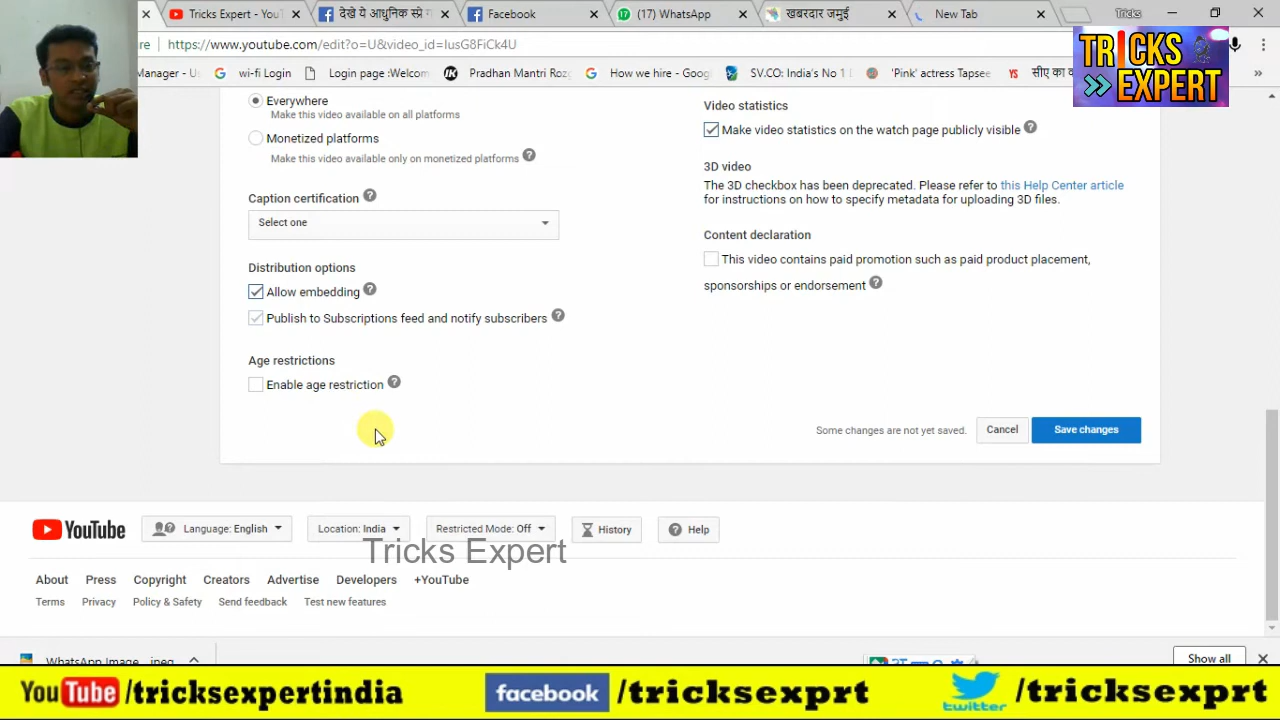 Tricks Expert - You
देखे ये आधुनिक स्प्रे
Facebook
(17) WhatsApp
खबरदार जमुई
New Tab
Tricks
https://www.youtube.com/edit?o=U&video_id=IusG8FiCk4U
TRICKS
EXPERT
wi-fi Login
Login page :Welcom
Pradhan Mantri Roz
How we hire - Goog
SV.CO: India's No 1
'Pink' actress Tapsee
YS
Everywhere
Make this video available on all platforms
Monetized platforms
Make this video available only on monetized platforms
Caption certification
Select one
Distribution options
Allow embedding
Publish to Subscriptions feed and notify subscribers
Age restrictions
Enable age restriction
Video statistics
Make video statistics on the watch page publicly visible
3D video
The 3D checkbox has been deprecated. Please refer to this Help Center article
for instructions on how to specify metadata for uploading 3D files.
Content declaration
This video contains paid promotion such as paid product placement,
sponsorships or endorsement
Some changes are not yet saved.
Cancel
Save changes
YouTube
Language: English
Location: India
Restricted Mode: Off
History
Help
Tricks Expert
About Press Copyright Creators Advertise Developers +YouTube
Terms Privacy Policy & Safety Send feedback Test new features
WhatsApp Image
Show all
YouTube /tricksexpertindia
facebook /tricksexprt
twitter /tricksexprt